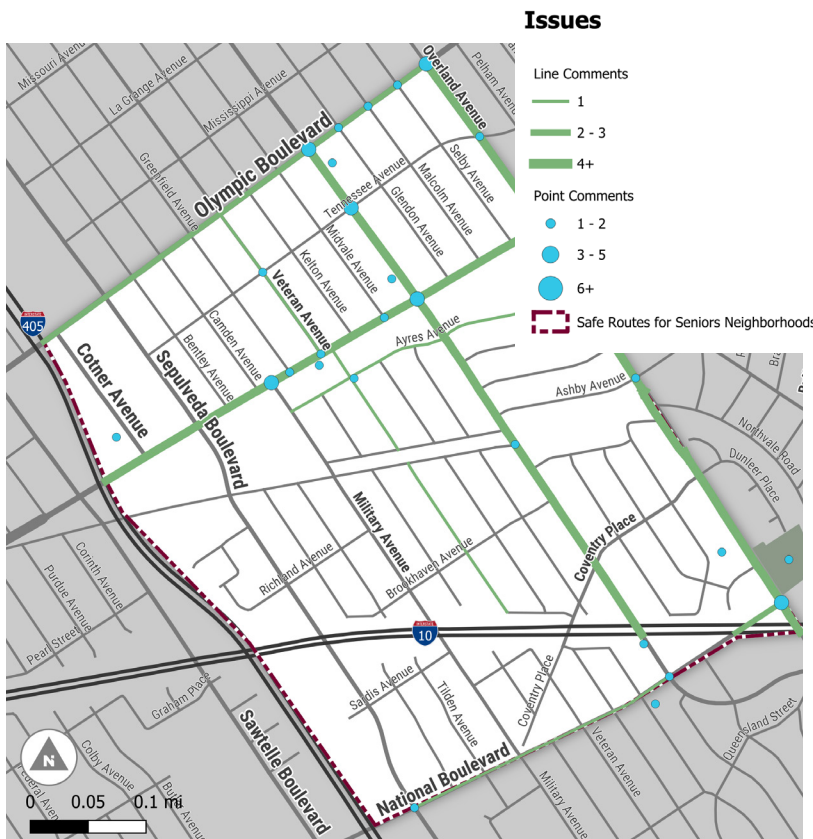 Issues
Line Comments
1
2 - 3
4+
Point Comments
1 - 2
3 - 5
6+
Safe Routes for Seniors Neighborhoods
Missouri Aven
La Grange Avenue
Mississippi Avenue
Greenfield Avenue
Olympic Boulevard
Overland Avenue
Pelham Aven
Tennessee Avenue
Selby Avenue
Malcolm Avenue
Glendon Avenue
Midvale Avenue
Kelton Avenue
Veteran Avenue
Camden Avenue
Bentley Avenue
Ayres Avenue
405
Cotner Avenue
Sepulveda Boulevard
Ashby Avenue
Northvale Road
Dunleer Place
Military Avenue
Coventry Place
Richland Avenue
Brookhaven Avenue
Corinth Avenue
Purdue Avenue
Pearl Street
10
Sardis Avenue
Tilden Avenue
Coventry Place
Graham Place
Sawtelle Boulevard
National Boulevard
Veteran Avenue
Queensland Street
Military Avenue
Colby Avenue
Federal Aven
N
0 0.05 0.1 mi